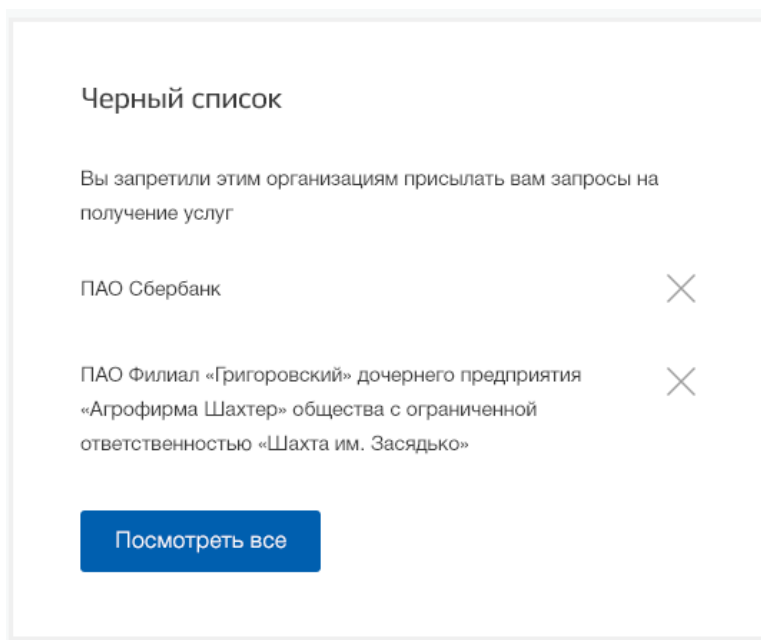 Черный список
Вы запретили этим организациям присылать вам запросы на
получение услуг
ПАО Сбербанк
ПАО Филиал «Григоровский» дочернего предприятия
«Агрофирма Шахтер» общества с ограниченной
ответственностью «Шахта им. Засядько»
Посмотреть все